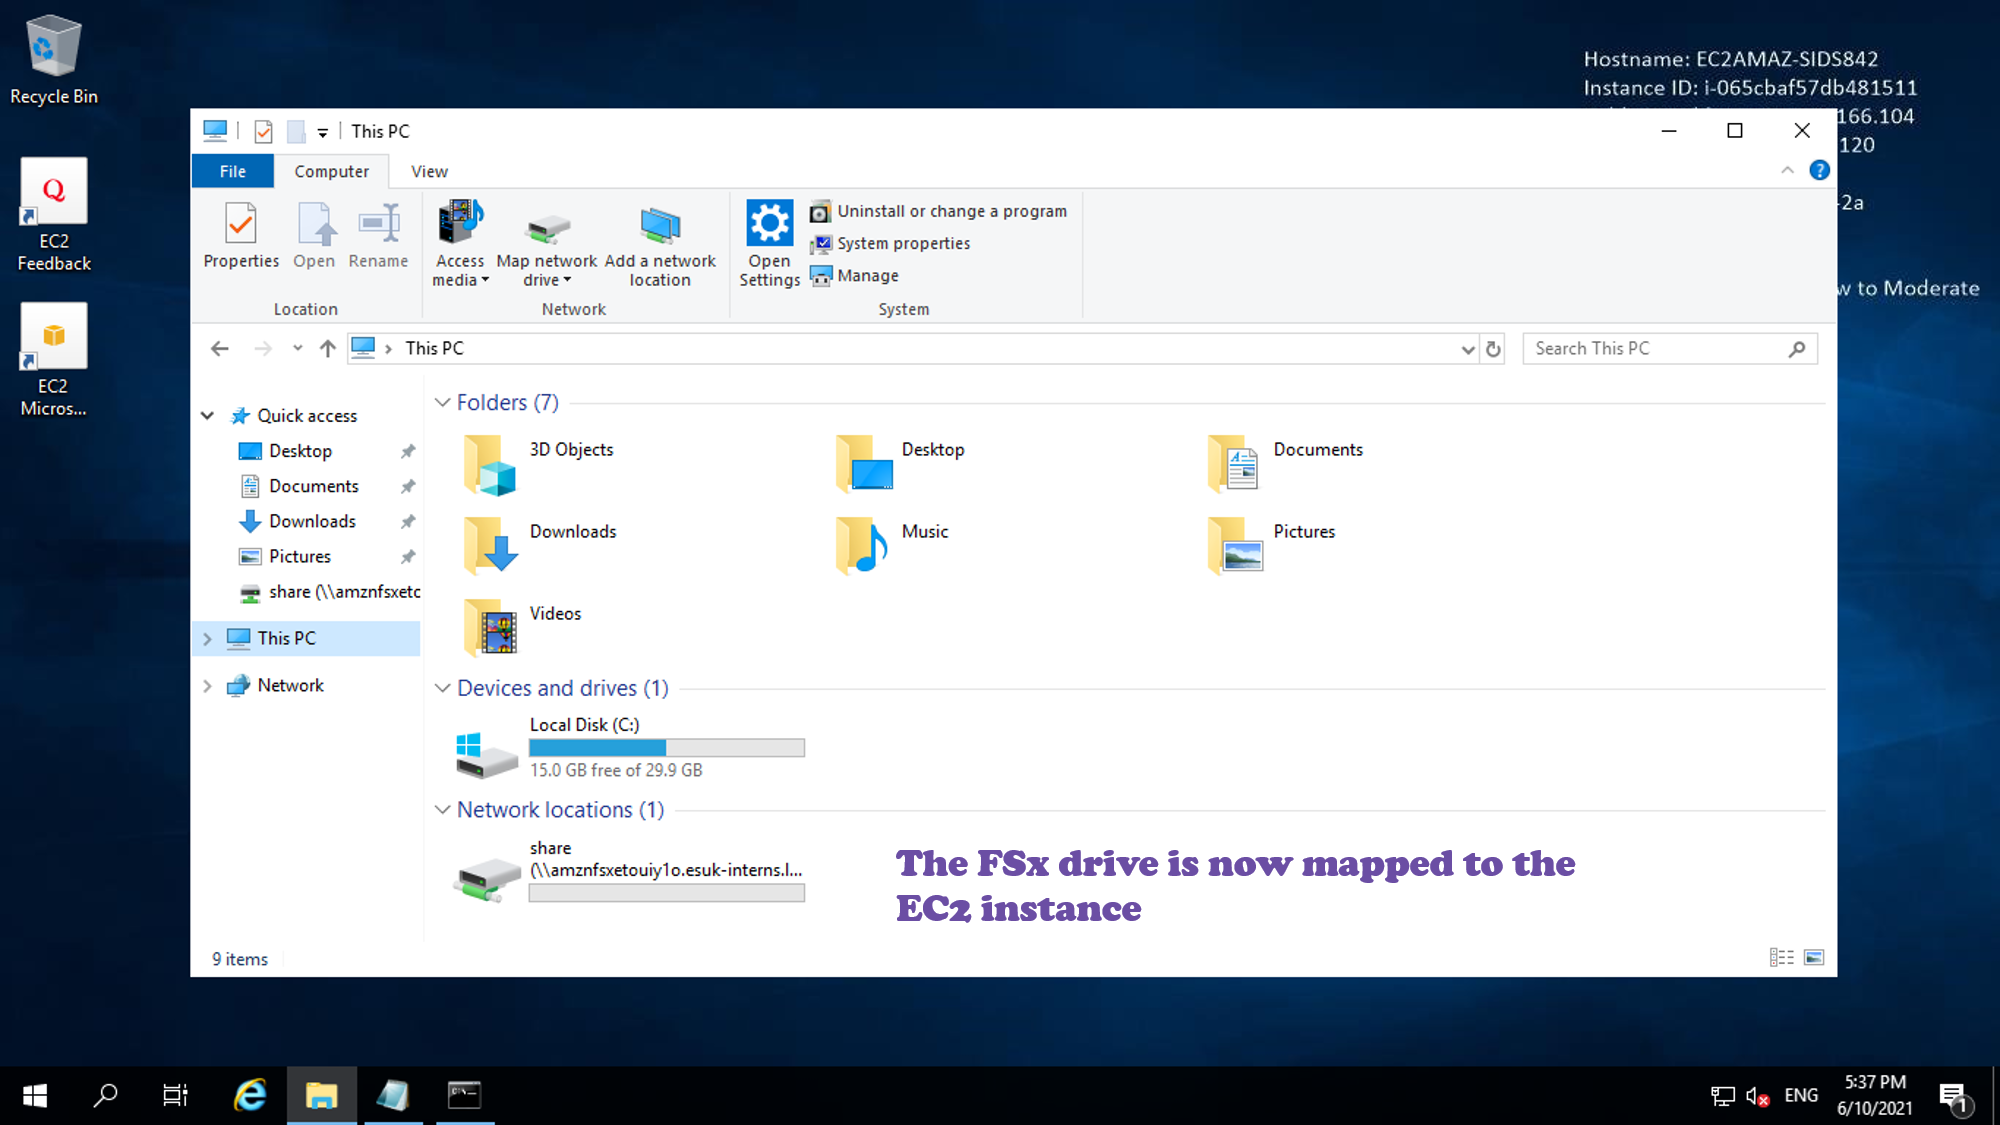 Recycle Bin
EC2
Feedback
EC2
Micros...
Hostname: EC2AMAZ-SIDS842
Instance ID: i-065cbaf57db481511
166.104
120
-2a
w to Moderate
This PC
File
Computer
View
Properties
Open
Rename
Location
Access
media
Map network
drive
Add a network
location
Network
Open
Settings
Uninstall or change a program
System properties
Manage
System
This PC
Search This PC
Quick access
Desktop
Documents
Downloads
Pictures
share (\\amznfsxetc
This PC
Network
Folders (7)
3D Objects
Desktop
Documents
Downloads
Music
Pictures
Videos
Devices and drives (1)
Local Disk (C:)
15.0 GB free of 29.9 GB
Network locations (1)
share
(\\amznfsxetouiy1o.esuk-interns.l...
The FSx drive is now mapped to the
EC2 instance
9 items
ENG
5:37 PM
6/10/2021
1